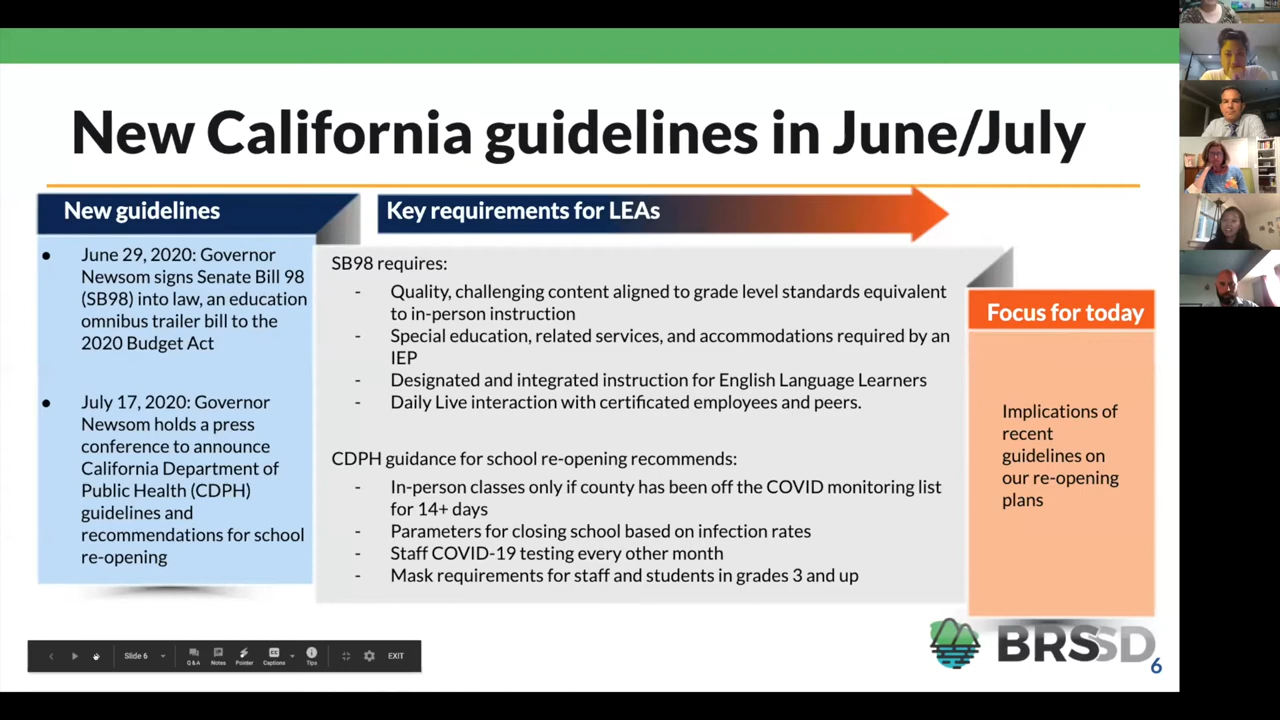 New California guidelines in June/July
New guidelines
● June 29, 2020: Governor
Newsom signs Senate Bill 98
(SB98) into law, an education
omnibus trailer bill to the
2020 Budget Act
● July 17, 2020: Governor
Newsom holds a press
conference to announce
California Department of
Public Health (CDPH)
guidelines and
recommendations for school
re-opening
Key requirements for LEAs
SB98 requires:
- Quality, challenging content aligned to grade level standards equivalent
to in-person instruction
- Special education, related services, and accommodations required by an
IEP
- Designated and integrated instruction for English Language Learners
- Daily Live interaction with certificated employees and peers.
CDPH guidance for school re-opening recommends:
- In-person classes only if county has been off the COVID monitoring list
for 14+ days
- Parameters for closing school based on infection rates
- Staff COVID-19 testing every other month
- Mask requirements for staff and students in grades 3 and up
Focus for today
Implications of
recent
guidelines on
our re-opening
plans
Slide 6
Q & A
Notes
Pointer
Captions
Tips
EXIT
BRSSD
6